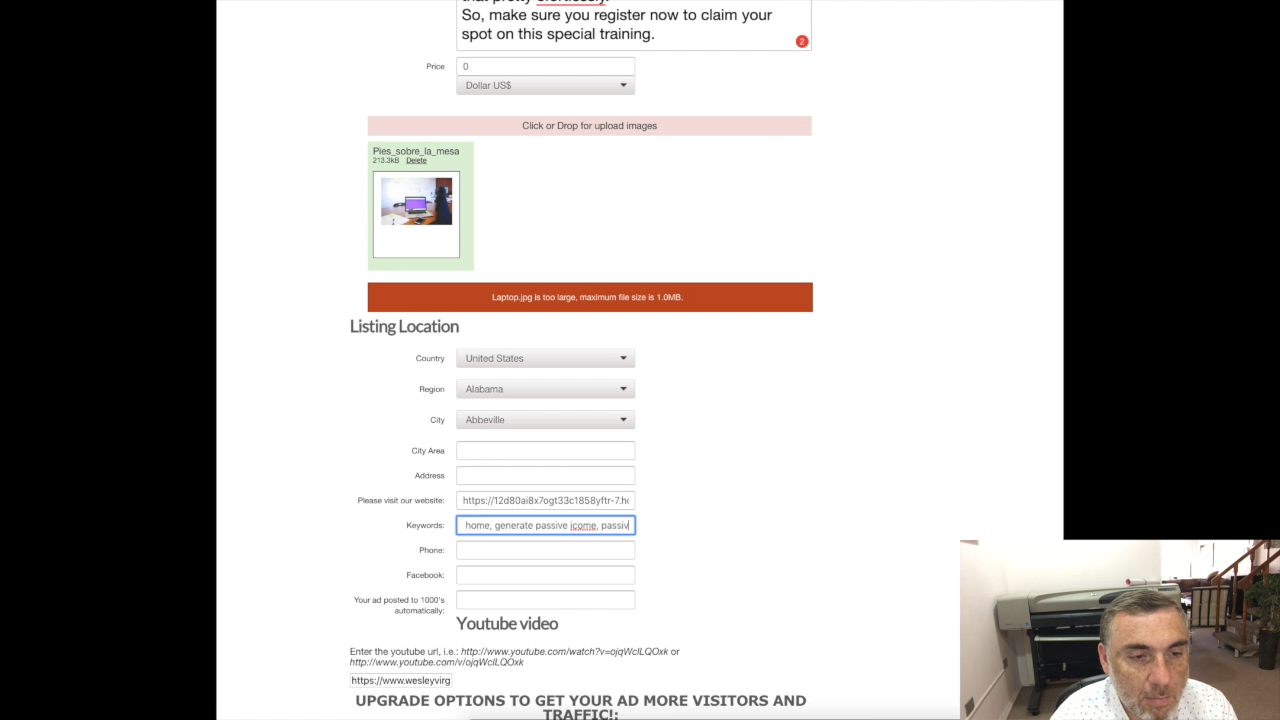 So, make sure you register now to claim your
spot on this special training.
2
Price
0
Dollar US$
Click or Drop for upload images
Pies_sobre_la_mesa
213.3kB Delete
Laptop.jpg is too large, maximum file size is 1.0MB.
Listing Location
Country United States
Region Alabama
City Abbeville
City Area
Address
Please visit our website: https://12d80ai8x7ogt33c1858yftr-7.h
Keywords: home, generate passive icome, passiv
Phone:
Facebook:
Your ad posted to 1000's
automatically:
Youtube video
Enter the youtube url, i.e.: http://www.youtube.com/watch?v=ojqWclLQOxk or
http://www.youtube.com/v/ojqWclLQOxk
https://www.wesleyvirg
UPGRADE OPTIONS TO GET YOUR AD MORE VISITORS AND
TRAFFIC!: